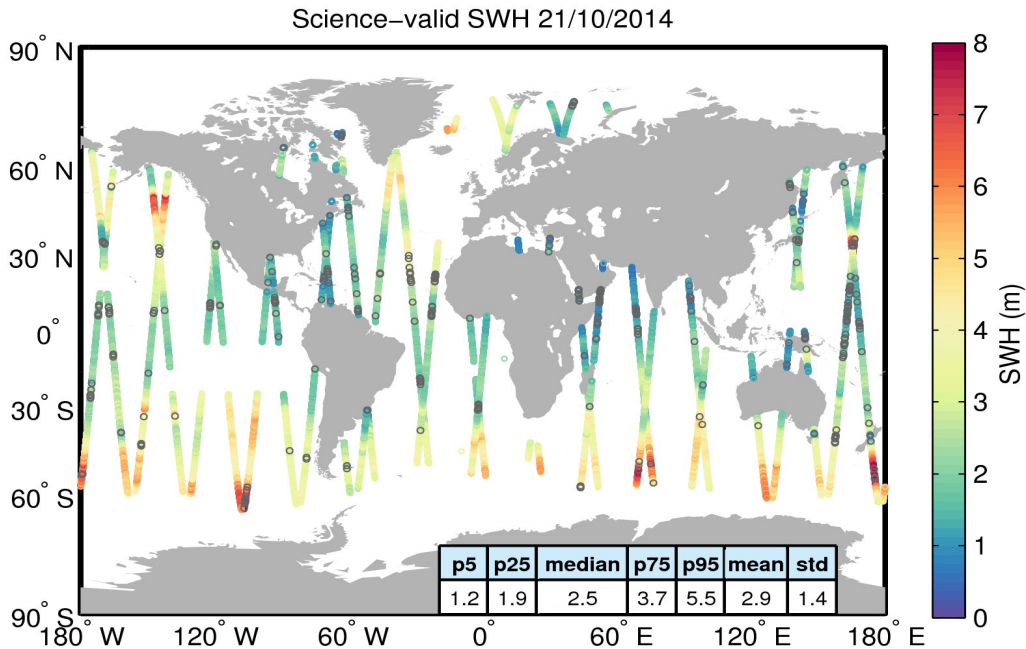 Science−valid SWH 21/10/2014
90° N
60° N
30° N
0°
30° S
60° S
90° S
180° W 120° W 60° W 0° 60° E 120° E 180° E
p5 p25 median p75 p95 mean std
1.2 1.9 2.5 3.7 5.5 2.9 1.4
8
7
6
5
4
3
2
1
0
SWH (m)